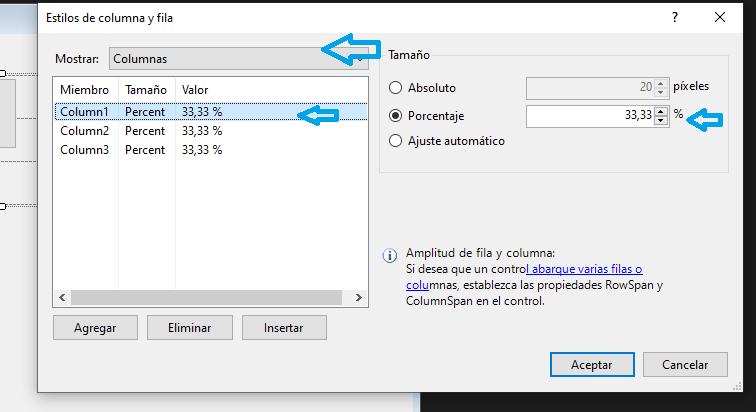 Estilos de columna y fila
?
Mostrar: Columnas
Miembro Tamaño Valor
Column1 Percent 33,33 %
Column2 Percent 33,33 %
Column3 Percent 33,33 %
Agregar Eliminar Insertar
Tamaño
Absoluto 20 píxeles
Porcentaje 33,33 %
Ajuste automático
Amplitud de fila y columna:
Si desea que un control abarque varias filas o
columnas, establezca las propiedades RowSpan y
ColumnSpan en el control.
Aceptar Cancelar